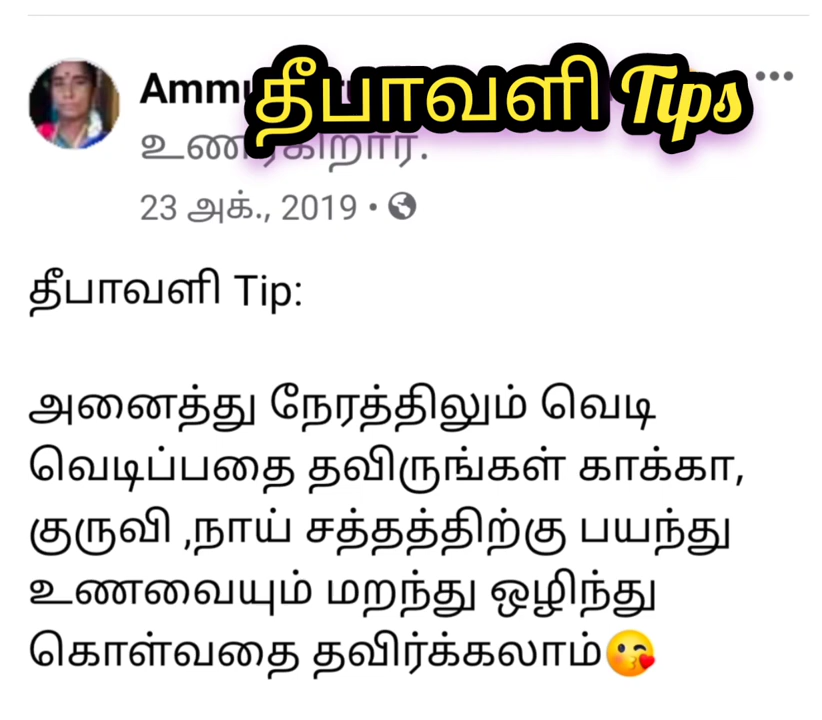 தீபாவளி Tips
Ammu
23 அக்., 2019 •
தீபாவளி Tip:
அனைத்து நேரத்திலும் வெடி
வெடிப்பதை தவிருங்கள் காக்கா,
குருவி ,நாய் சத்தத்திற்கு பயந்து
உணவையும் மறந்து ஒழிந்து
கொள்வதை தவிர்க்கலாம்😘